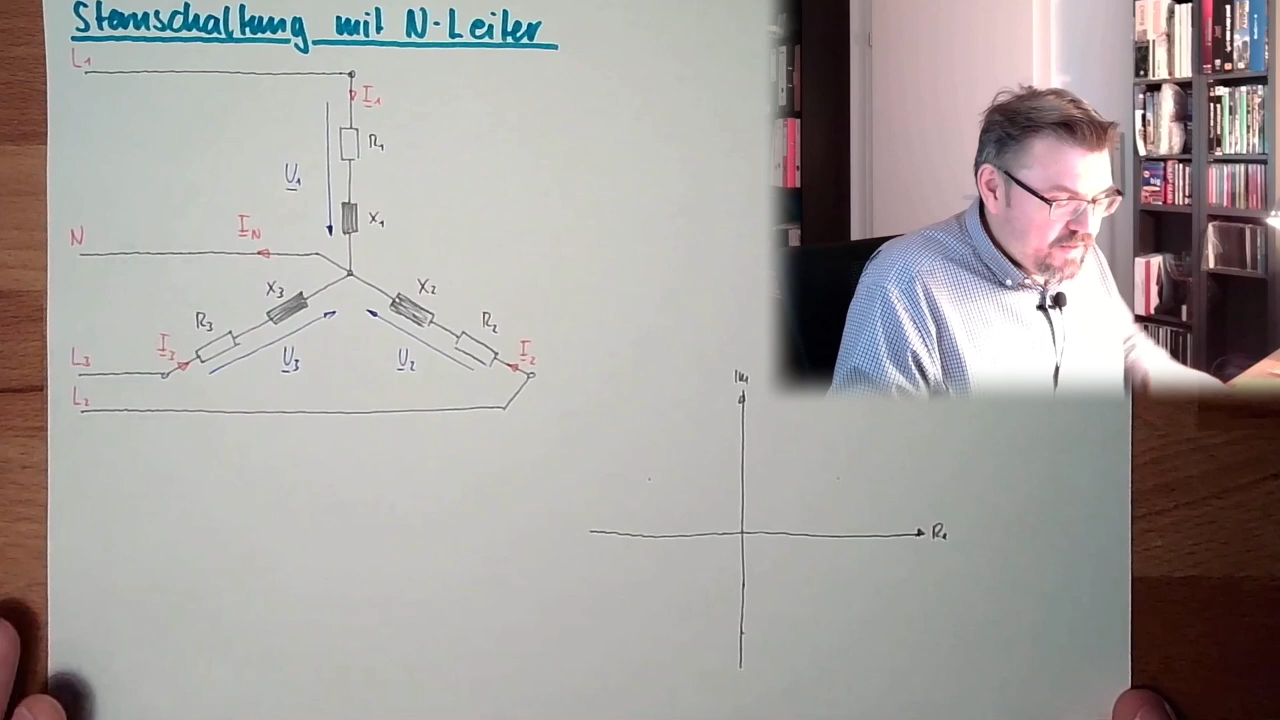 Sternschaltung mit N-Leiter
L1
I1
R1
U1
X1
N
IN
X3
X2
R3
R2
I3
I2
L3
U3
U2
L2
Im
Re
big